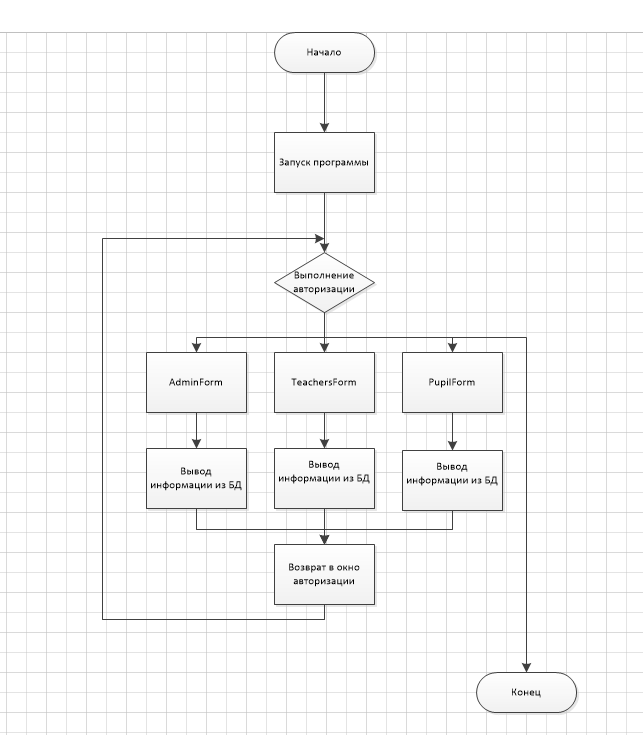 Начало
Запуск программы
Выполнение
авторизации
AdminForm
TeachersForm
PupilForm
Вывод
информации из БД
Вывод
информации из БД
Вывод
информации из БД
Возврат в окно
авторизации
Конец